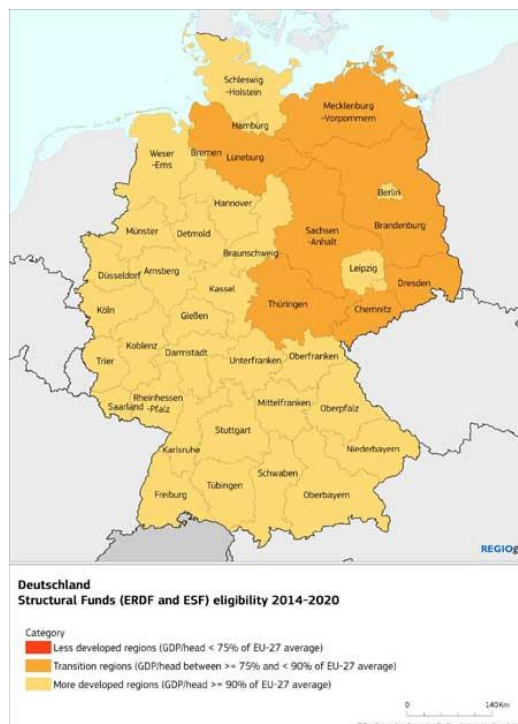 Schleswig
-Holstein
Mecklenburg
-Vorpommern
Hamburg
Bremen
Lüneburg
Weser
-Ems
Berlin
Hannover
Brandenburg
Sachsen
-Anhalt
Münster
Detmold
Braunschweig
Leipzig
Düsseldorf
Arnsberg
Dresden
Kassel
Thüringen
Chemnitz
Köln
Gießen
Koblenz
Darmstadt
Trier
Unterfranken
Oberfranken
Rheinhessen
-Pfalz
Saarland
Mittelfranken
Oberpfalz
Stuttgart
Karlsruhe
Niederbayern
Schwaben
Tübingen
Oberbayern
Freiburg
REGIOg
Deutschland
Structural Funds (ERDF and ESF) eligibility 2014-2020
Category
Less developed regions (GDP/head < 75% of EU-27 average)
Transition regions (GDP/head between >= 75% and < 90% of EU-27 average)
More developed regions (GDP/head >= 90% of EU-27 average)
0 140 Km